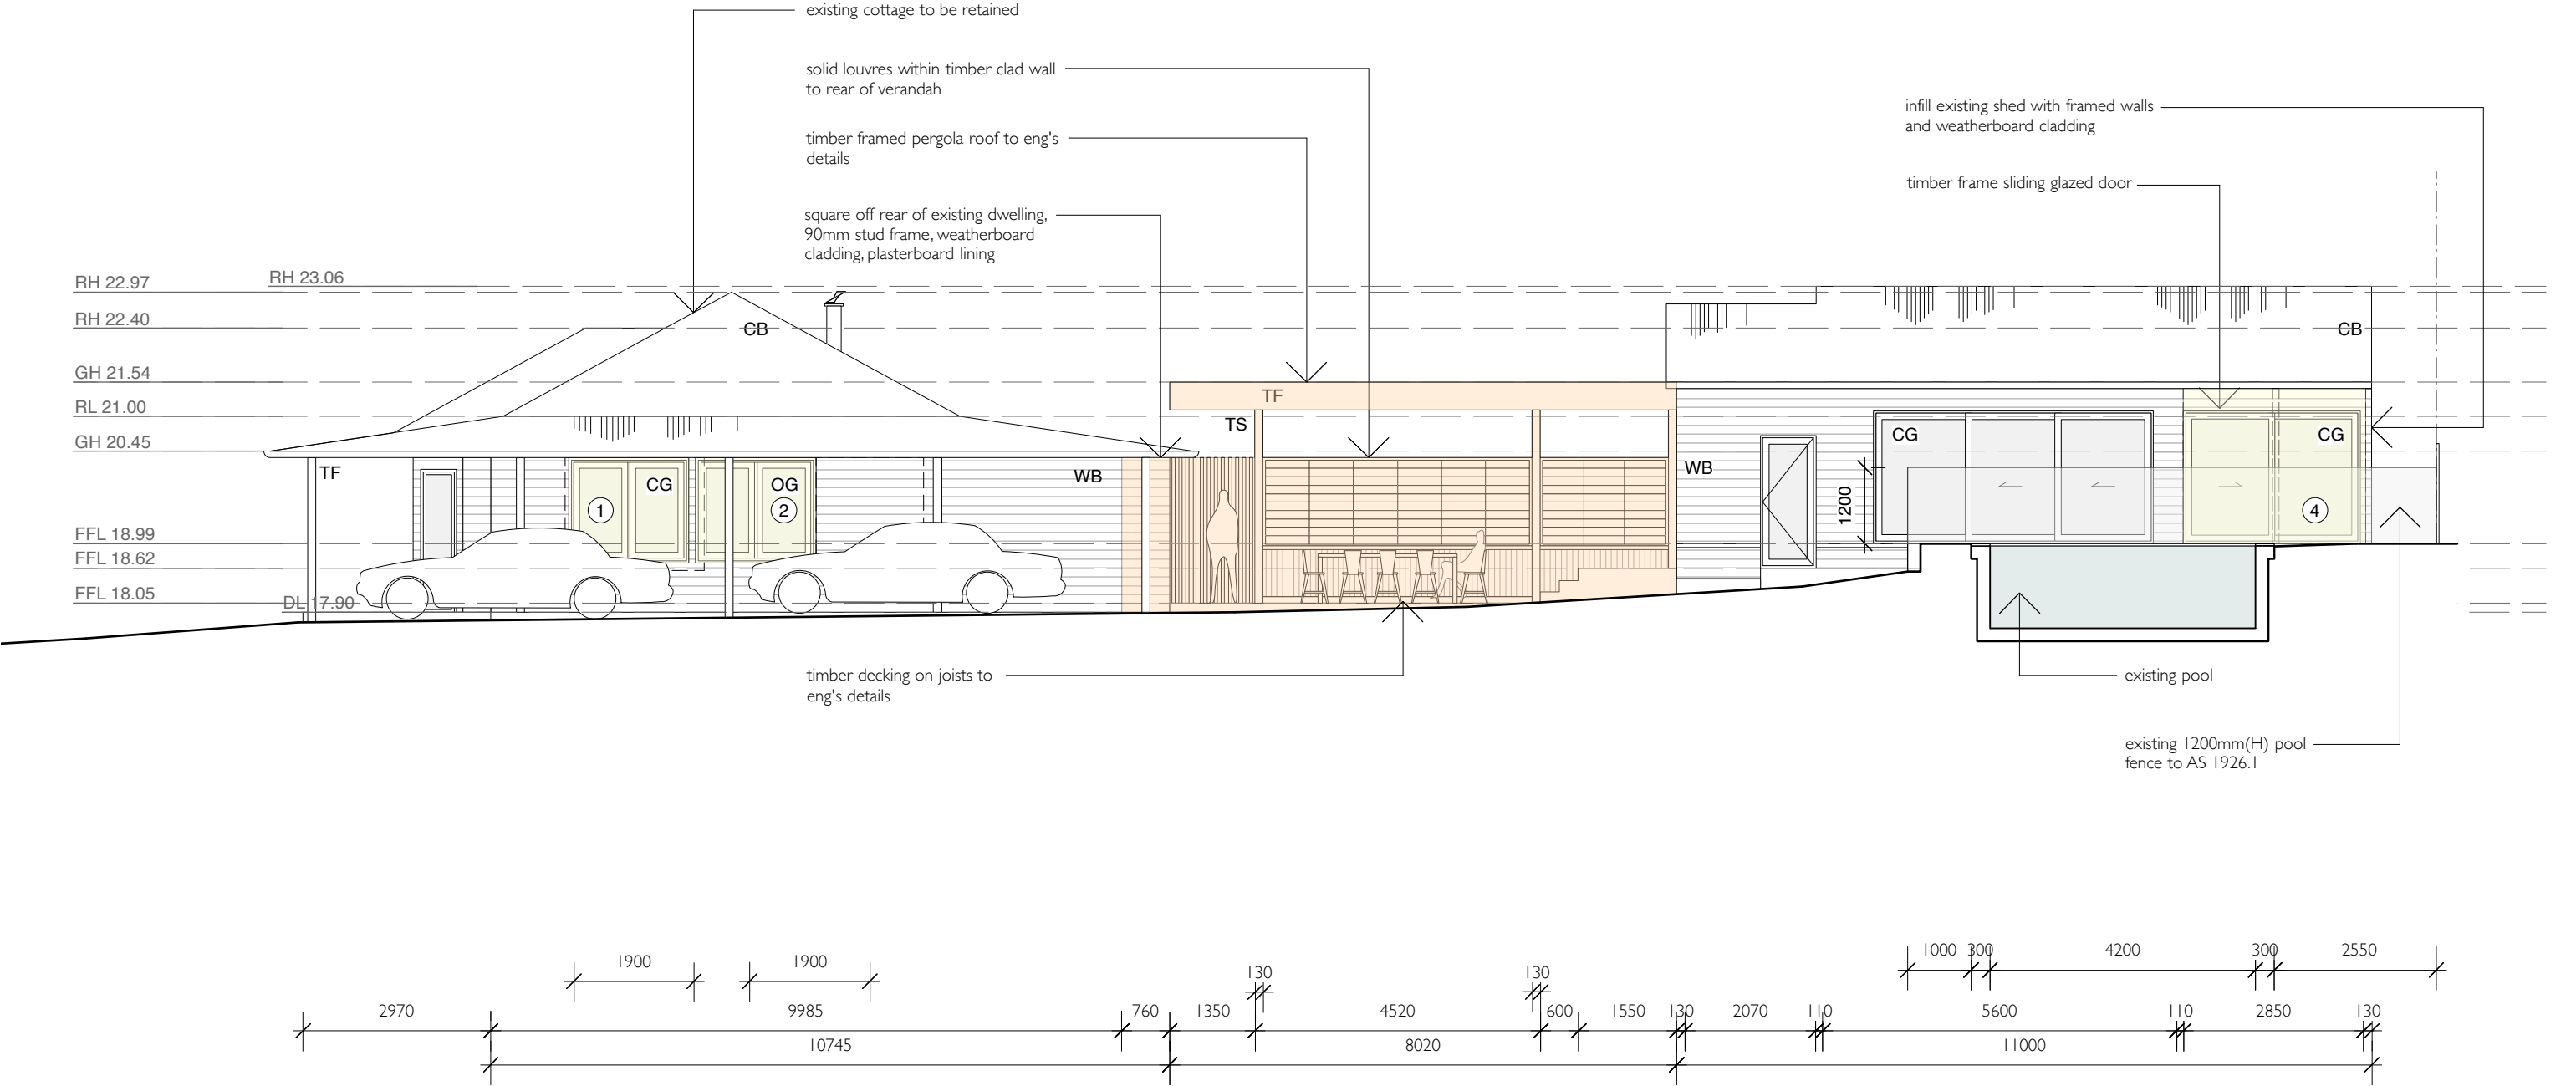 existing cottage to be retained
solid louvres within timber clad wall
to rear of verandah
infill existing shed with framed walls
and weatherboard cladding
timber framed pergola roof to eng's
details
timber frame sliding glazed door
square off rear of existing dwelling,
90mm stud frame, weatherboard
cladding, plasterboard lining
RH 22.97
RH 23.06
RH 22.40
CB
CB
GH 21.54
TF
RL 21.00
TS
GH 20.45
CG
CG
TF
CG
OG
WB
WB
1
2
1200
4
FFL 18.99
FFL 18.62
FFL 18.05
DL 17.90
timber decking on joists to
eng's details
existing pool
existing 1200mm(H) pool
fence to AS 1926.1
1000 300 4200 300 2550
1900 1900
130 130
2970 9985 760 1350 4520 600 1550 130 2070 110 5600 110 2850 130
10745 8020 11000